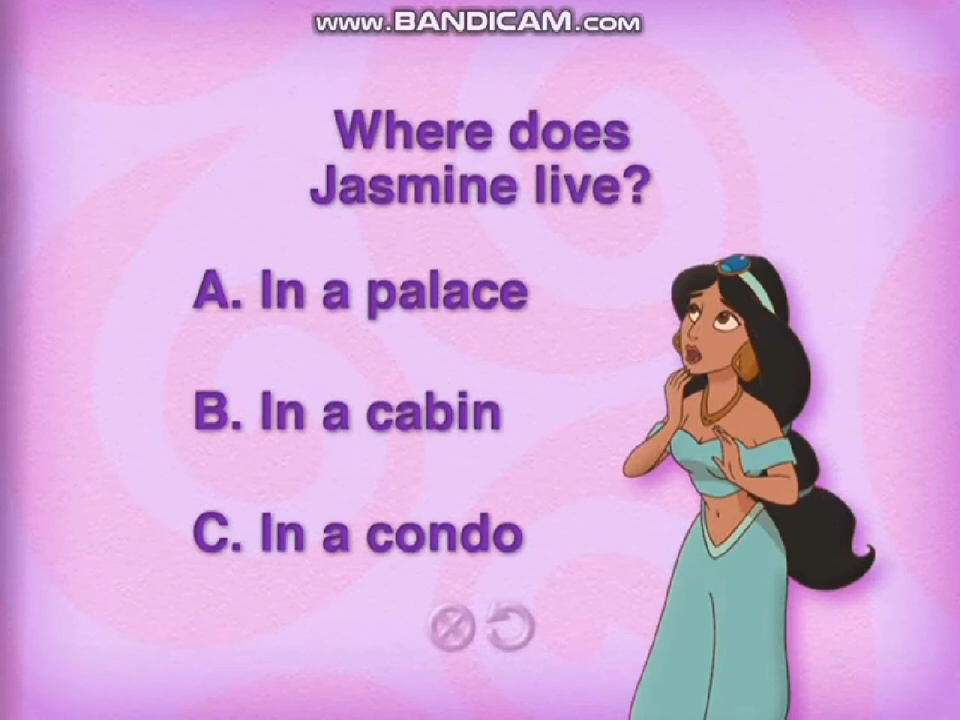 www.BANDICAM.com
Where does
Jasmine live?
A. In a palace
B. In a cabin
C. In a condo